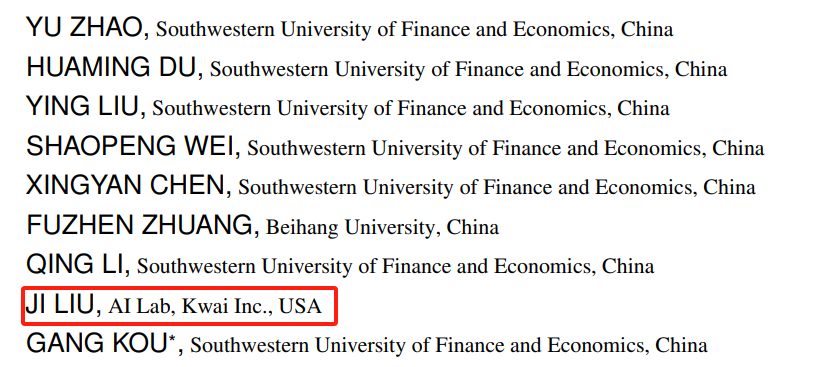 YU ZHAO, Southwestern University of Finance and Economics, China
HUAMING DU, Southwestern University of Finance and Economics, China
YING LIU, Southwestern University of Finance and Economics, China
SHAOPENG WEI, Southwestern University of Finance and Economics, China
XINGYAN CHEN, Southwestern University of Finance and Economics, China
FUZHEN ZHUANG, Beihang University, China
QING LI, Southwestern University of Finance and Economics, China
JI LIU, AI Lab, Kwai Inc., USA
GANG KOU*, Southwestern University of Finance and Economics, China